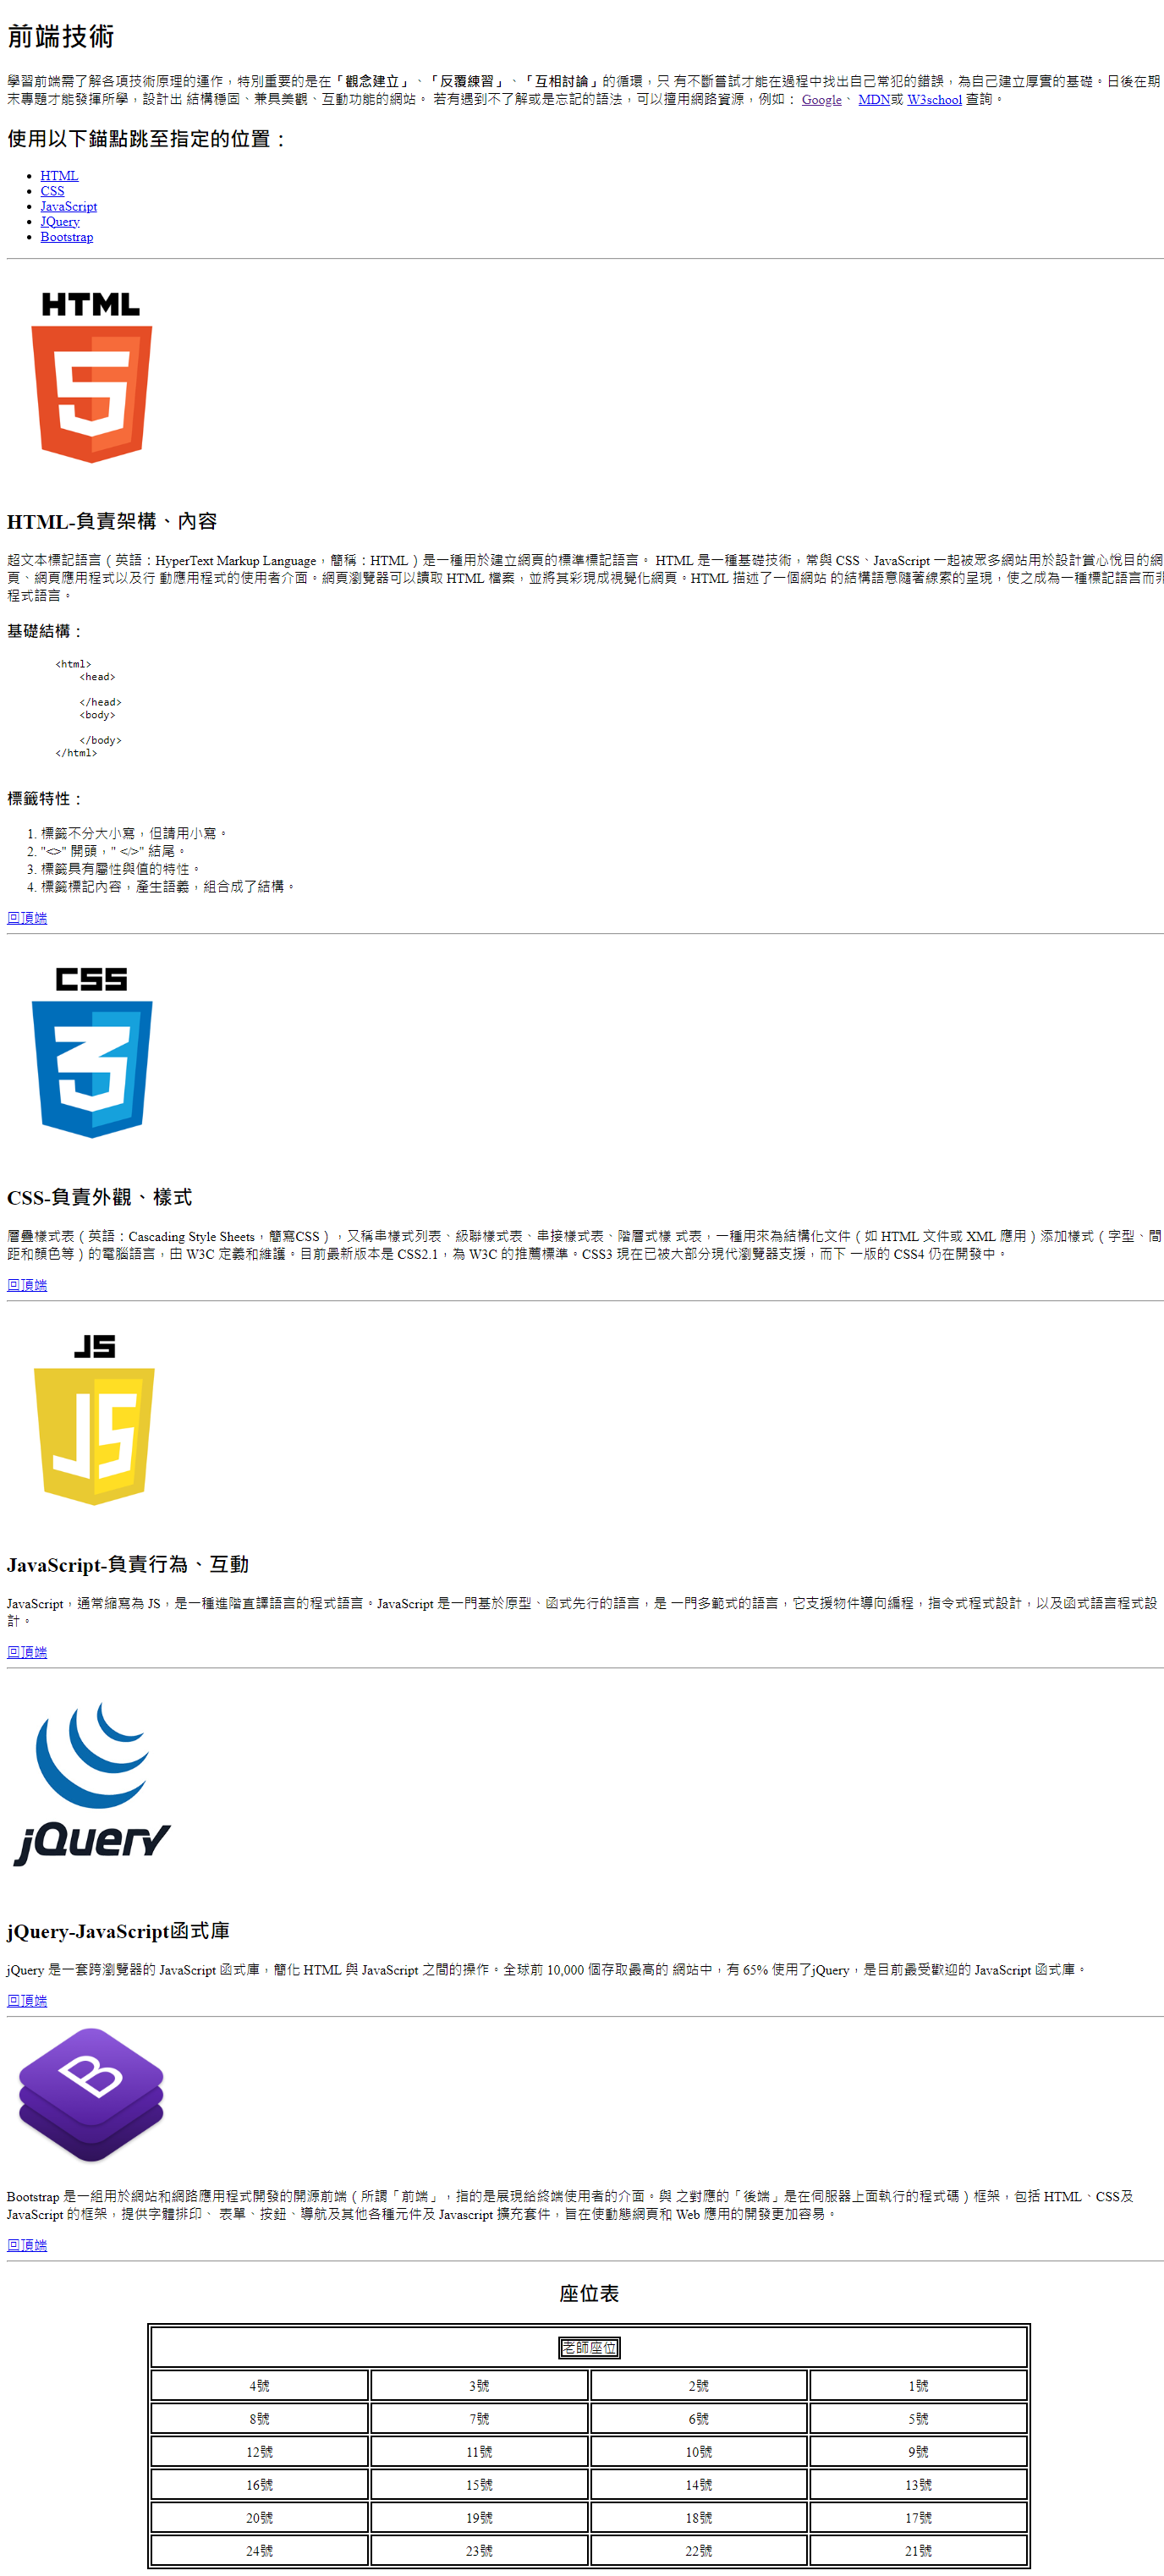 前端技術
學習前端需了解各項技術原理的運作，特別重要的是在「觀念建立」、「反覆練習」、「互相討論」的循環，只 有不斷嘗試才能在過程中找出自己常犯的錯誤，為自己建立厚實的基礎。日後在期
末專題才能發揮所學，設計出 結構穩固、兼具美觀、互動功能的網站。 若有遇到不了解或是忘記的語法，可以擅用網路資源，例如： Google、 MDN或 W3school 查詢。
使用以下錨點跳至指定的位置：
• HTML
• CSS
• JavaScript
• JQuery
• Bootstrap
HTML
5
HTML-負責架構、內容
超文本標記語言（英語：HyperText Markup Language，簡稱：HTML）是一種用於建立網頁的標準標記語言。 HTML 是一種基礎技術，常與 CSS、JavaScript 一起被眾多網站用於設計賞心悅目的網
頁、網頁應用程式以及行 動應用程式的使用者介面。網頁瀏覽器可以讀取 HTML 檔案，並將其彩現成視覺化網頁。HTML 描述了一個網站 的結構語意隨著線索的呈現，使之成為一種標記語言而非
程式語言。
基礎結構：
<html>
<head>
</head>
<body>
</body>
</html>
標籤特性：
1. 標籤不分大小寫，但請用小寫。
2. "<>" 開頭，" </>" 結尾。
3. 標籤具有屬性與值的特性。
4. 標籤標記內容，產生語義，組合成了結構。
回頂端
CSS
3
CSS-負責外觀、樣式
層疊樣式表（英語：Cascading Style Sheets，簡寫CSS），又稱串樣式列表、級聯樣式表、串接樣式表、階層式樣 式表，一種用來為結構化文件（如 HTML 文件或 XML 應用）添加樣式（字型、間
距和顏色等）的電腦語言，由 W3C 定義和維護。目前最新版本是 CSS2.1，為 W3C 的推薦標準。CSS3 現在已被大部分現代瀏覽器支援，而下 一版的 CSS4 仍在開發中。
回頂端
JS
JS
JavaScript-負責行為、互動
JavaScript，通常縮寫為 JS，是一種進階直譯語言的程式語言。JavaScript 是一門基於原型、函式先行的語言，是 一門多範式的語言，它支援物件導向編程，指令式程式設計，以及函式語言程式設
計。
回頂端
jQuery
jQuery-JavaScript函式庫
jQuery 是一套跨瀏覽器的 JavaScript 函式庫，簡化 HTML 與 JavaScript 之間的操作。全球前 10,000 個存取最高的 網站中，有 65% 使用了jQuery，是目前最受歡迎的 JavaScript 函式庫。
回頂端
B
Bootstrap 是一組用於網站和網路應用程式開發的開源前端（所謂「前端」，指的是展現給終端使用者的介面。與 之對應的「後端」是在伺服器上面執行的程式碼）框架，包括 HTML、CSS及
JavaScript 的框架，提供字體排印、 表單、按鈕、導航及其他各種元件及 Javascript 擴充套件，旨在使動態網頁和 Web 應用的開發更加容易。
回頂端
座位表
老師座位
4號 3號 2號 1號
8號 7號 6號 5號
12號 11號 10號 9號
16號 15號 14號 13號
20號 19號 18號 17號
24號 23號 22號 21號